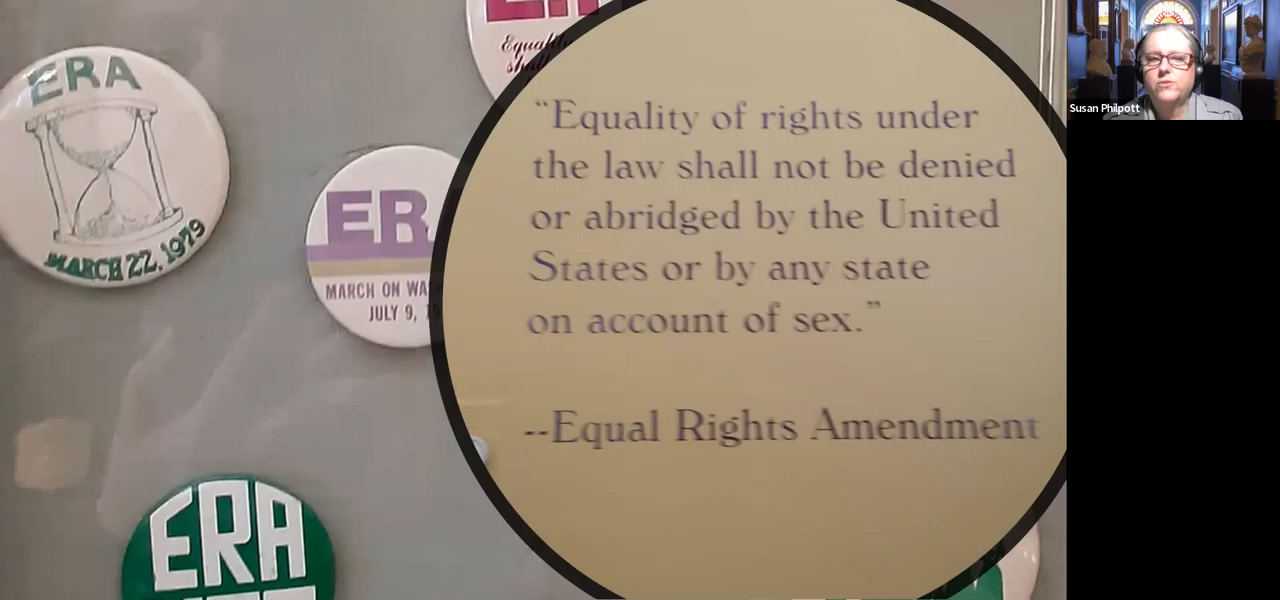 ERA
MARCH 22, 1979
ER
MARCH ON WA
JULY 9,
ERA
"Equality of rights under
the law shall not be denied
or abridged by the United
States or by any state
on account of sex."
--Equal Rights Amendment
Susan Philpott